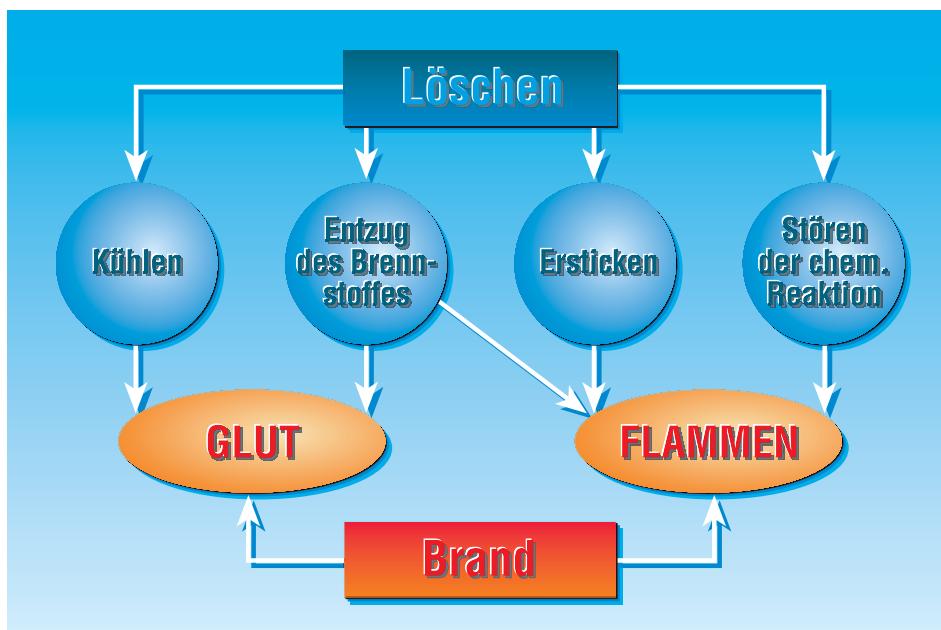 Löschen
Kühlen
Entzug
des Brenn-
stoffes
Ersticken
Stören
der chem.
Reaktion
GLUT
FLAMMEN
Brand